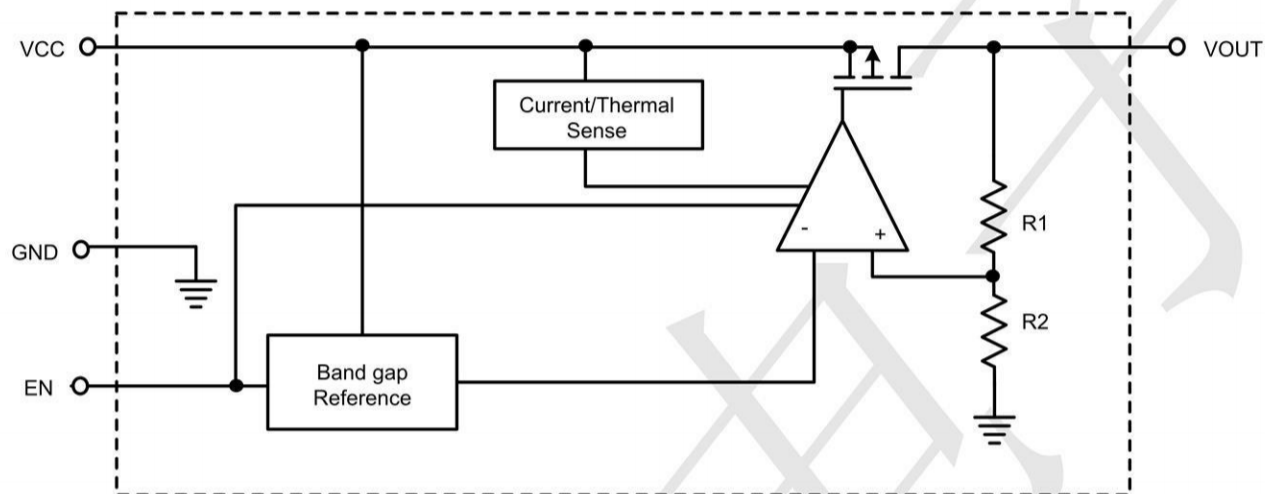 VCC
VOUT
Current/Thermal
Sense
-
+
R1
GND
R2
EN
Band gap
Reference